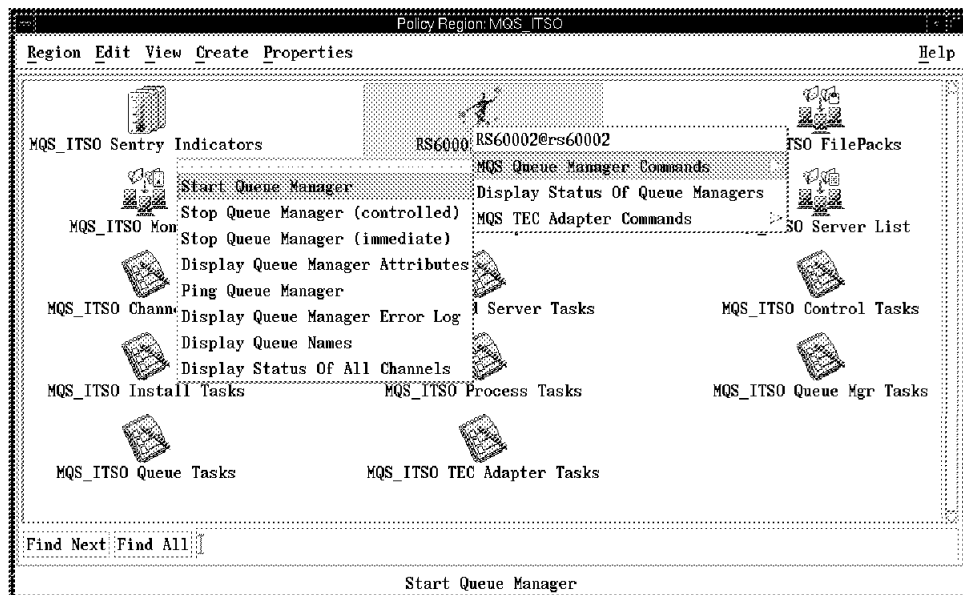 Policy Region: MQS_ITSO
Region Edit View Create Properties Help
MQS_ITSO Sentry Indicators
RS6000
TSO FilePacks
RS60002@rs60002
MQS Queue Manager Commands
Display Status Of Queue Managers
MQS TEC Adapter Commands
Start Queue Manager
Stop Queue Manager (controlled)
Stop Queue Manager (immediate)
Display Queue Manager Attributes
Ping Queue Manager
Display Queue Manager Error Log
Display Queue Names
Display Status Of All Channels
MQS_ITSO Mon
SO Server List
MQS_ITSO Chann
Server Tasks
MQS_ITSO Control Tasks
MQS_ITSO Install Tasks
MQS_ITSO Process Tasks
MQS_ITSO Queue Mgr Tasks
MQS_ITSO Queue Tasks
MQS_ITSO TEC Adapter Tasks
Find Next Find All
Start Queue Manager